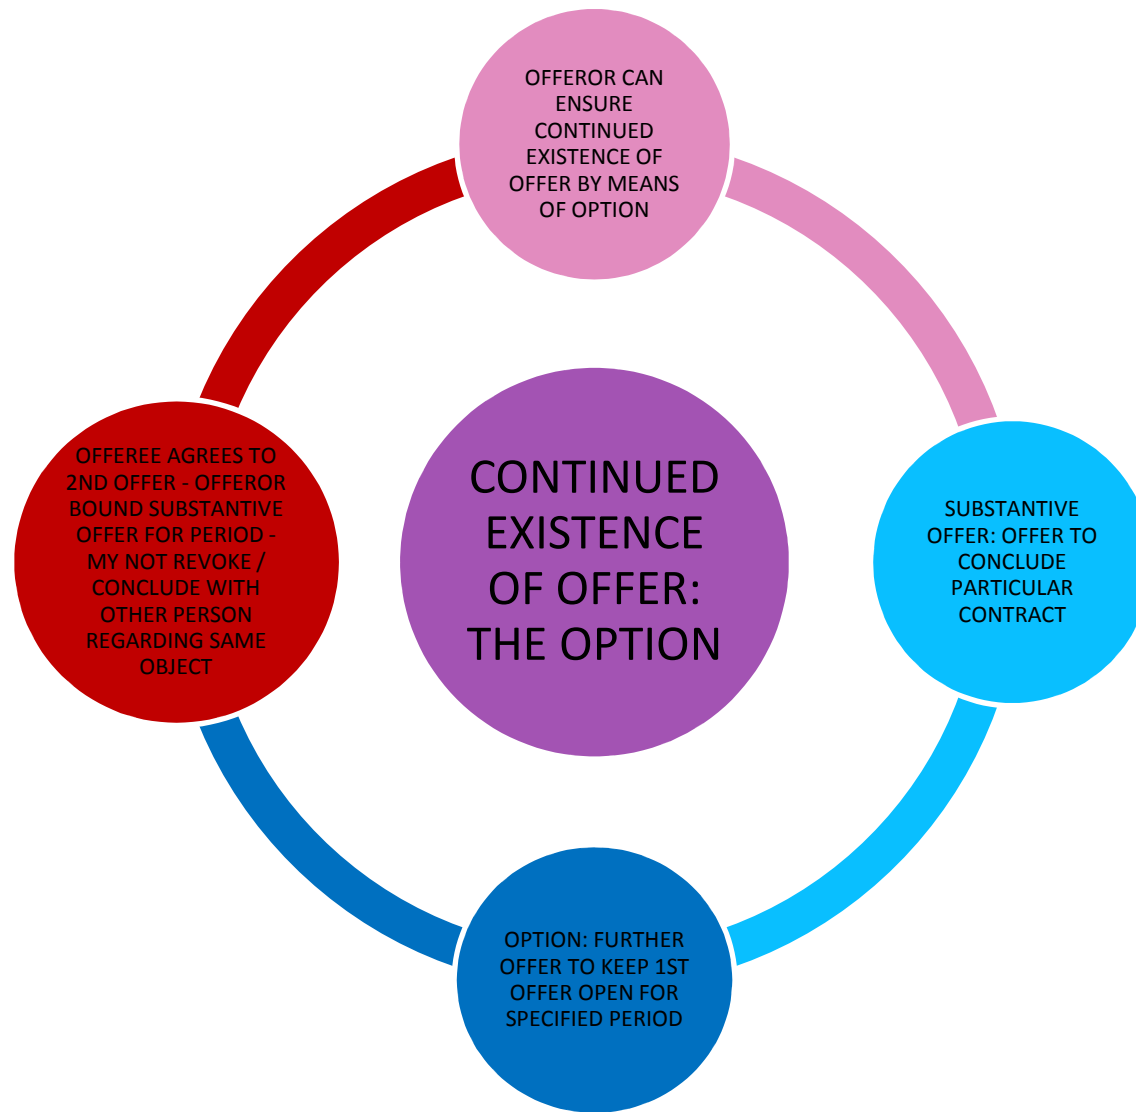 OFFEROR CAN
ENSURE
CONTINUED
EXISTENCE OF
OFFER BY MEANS
OF OPTION
SUBSTANTIVE
OFFER: OFFER TO
CONCLUDE
PARTICULAR
CONTRACT
OPTION: FURTHER
OFFER TO KEEP 1ST
OFFER OPEN FOR
SPECIFIED PERIOD
OFFEREE AGREES TO
2ND OFFER - OFFEROR
BOUND SUBSTANTIVE
OFFER FOR PERIOD -
MY NOT REVOKE /
CONCLUDE WITH
OTHER PERSON
REGARDING SAME
OBJECT
CONTINUED
EXISTENCE
OF OFFER:
THE OPTION